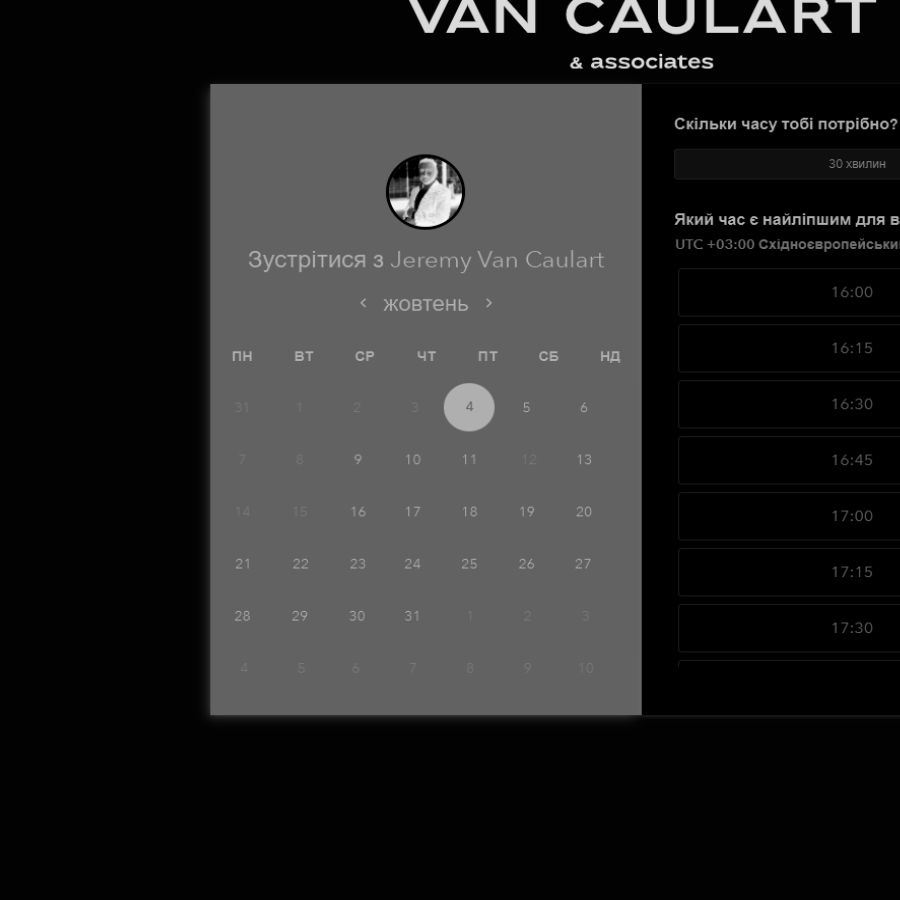 VAN CAULART
& associates
Зустрітися з Jeremy Van Caulart
жовтень
ПН ВТ СР ЧТ ПТ СБ НД
31 1 2 3 4 5 6
7 8 9 10 11 12 13
14 15 16 17 18 19 20
21 22 23 24 25 26 27
28 29 30 31 1 2 3
4 5 6 7 8 9 10
Скільки часу тобі потрібно?
30 хвилин
Який час є найліпшим для в
UTC +03:00 Східноєвропейськи
16:00
16:15
16:30
16:45
17:00
17:15
17:30